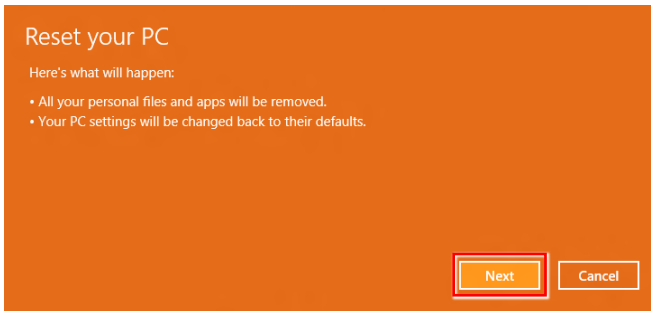 Reset your PC
Here's what will happen:
• All your personal files and apps will be removed.
• Your PC settings will be changed back to their defaults.
Next
Cancel